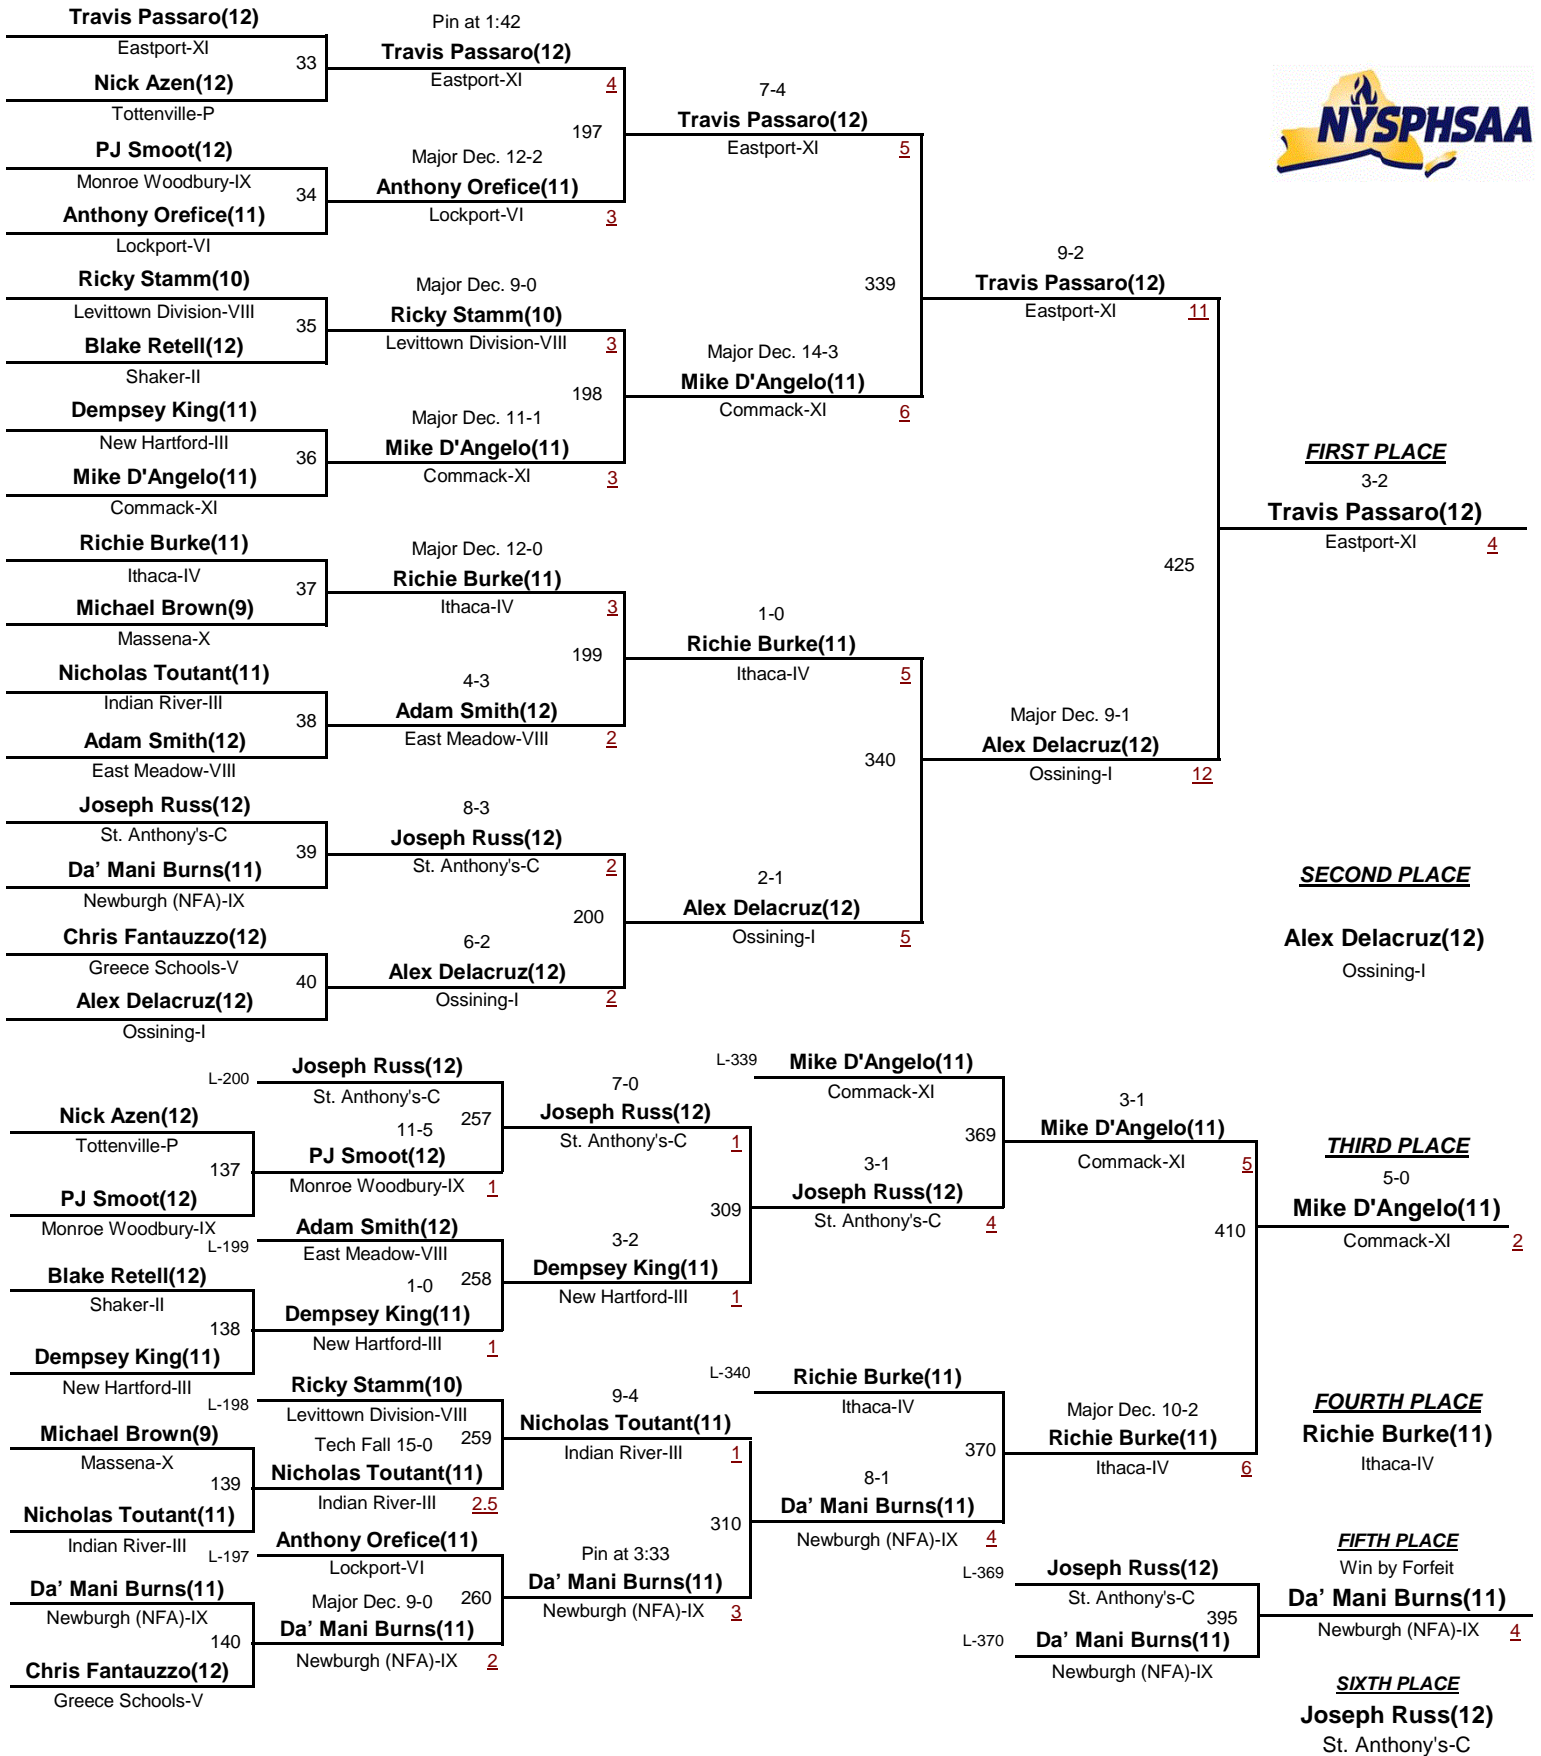 Travis Passaro(12)
Eastport-XI
33
Nick Azen(12)
Tottenville-P
PJ Smoot(12)
Monroe Woodbury-IX
34
Anthony Orefice(11)
Lockport-VI
Ricky Stamm(10)
Levittown Division-VIII
35
Blake Retell(12)
Shaker-II
Dempsey King(11)
New Hartford-III
36
Mike D'Angelo(11)
Commack-XI
Richie Burke(11)
Ithaca-IV
37
Michael Brown(9)
Massena-X
Nicholas Toutant(11)
Indian River-III
38
Adam Smith(12)
East Meadow-VIII
Joseph Russ(12)
St. Anthony's-C
39
Da' Mani Burns(11)
Newburgh (NFA)-IX
Chris Fantauzzo(12)
Greece Schools-V
40
Alex Delacruz(12)
Ossining-I
Pin at 1:42
Travis Passaro(12)
Eastport-XI
4
197
Major Dec. 12-2
Anthony Orefice(11)
Lockport-VI
3
Major Dec. 9-0
Ricky Stamm(10)
Levittown Division-VIII
3
198
Major Dec. 11-1
Mike D'Angelo(11)
Commack-XI
3
Major Dec. 12-0
Richie Burke(11)
Ithaca-IV
3
199
4-3
Adam Smith(12)
East Meadow-VIII
2
8-3
Joseph Russ(12)
St. Anthony's-C
2
200
6-2
Alex Delacruz(12)
Ossining-I
2
7-4
Travis Passaro(12)
Eastport-XI
5
339
Major Dec. 14-3
Mike D'Angelo(11)
Commack-XI
6
1-0
Richie Burke(11)
Ithaca-IV
5
340
2-1
Alex Delacruz(12)
Ossining-I
5
9-2
Travis Passaro(12)
Eastport-XI
11
425
Major Dec. 9-1
Alex Delacruz(12)
Ossining-I
12
NYSPHSAA
FIRST PLACE
3-2
Travis Passaro(12)
Eastport-XI
4
SECOND PLACE
Alex Delacruz(12)
Ossining-I
L-200
Joseph Russ(12)
St. Anthony's-C
257
Nick Azen(12)
Tottenville-P
137
PJ Smoot(12)
Monroe Woodbury-IX
11-5
PJ Smoot(12)
Monroe Woodbury-IX
1
L-199
Adam Smith(12)
East Meadow-VIII
258
Blake Retell(12)
Shaker-II
138
Dempsey King(11)
New Hartford-III
1-0
Dempsey King(11)
New Hartford-III
1
L-198
Ricky Stamm(10)
Levittown Division-VIII
259
Michael Brown(9)
Massena-X
139
Nicholas Toutant(11)
Indian River-III
Tech Fall 15-0
Nicholas Toutant(11)
Indian River-III
2.5
L-197
Anthony Orefice(11)
Lockport-VI
260
Da' Mani Burns(11)
Newburgh (NFA)-IX
140
Chris Fantauzzo(12)
Greece Schools-V
Major Dec. 9-0
Da' Mani Burns(11)
Newburgh (NFA)-IX
2
7-0
Joseph Russ(12)
St. Anthony's-C
1
309
3-2
Dempsey King(11)
New Hartford-III
1
9-4
Nicholas Toutant(11)
Indian River-III
1
310
Pin at 3:33
Da' Mani Burns(11)
Newburgh (NFA)-IX
3
L-339
Mike D'Angelo(11)
Commack-XI
369
3-1
Joseph Russ(12)
St. Anthony's-C
4
L-340
Richie Burke(11)
Ithaca-IV
370
8-1
Da' Mani Burns(11)
Newburgh (NFA)-IX
4
3-1
Mike D'Angelo(11)
Commack-XI
5
410
Major Dec. 10-2
Richie Burke(11)
Ithaca-IV
6
THIRD PLACE
5-0
Mike D'Angelo(11)
Commack-XI
2
FOURTH PLACE
Richie Burke(11)
Ithaca-IV
L-369
Joseph Russ(12)
St. Anthony's-C
395
L-370
Da' Mani Burns(11)
Newburgh (NFA)-IX
FIFTH PLACE
Win by Forfeit
Da' Mani Burns(11)
Newburgh (NFA)-IX
4
SIXTH PLACE
Joseph Russ(12)
St. Anthony's-C